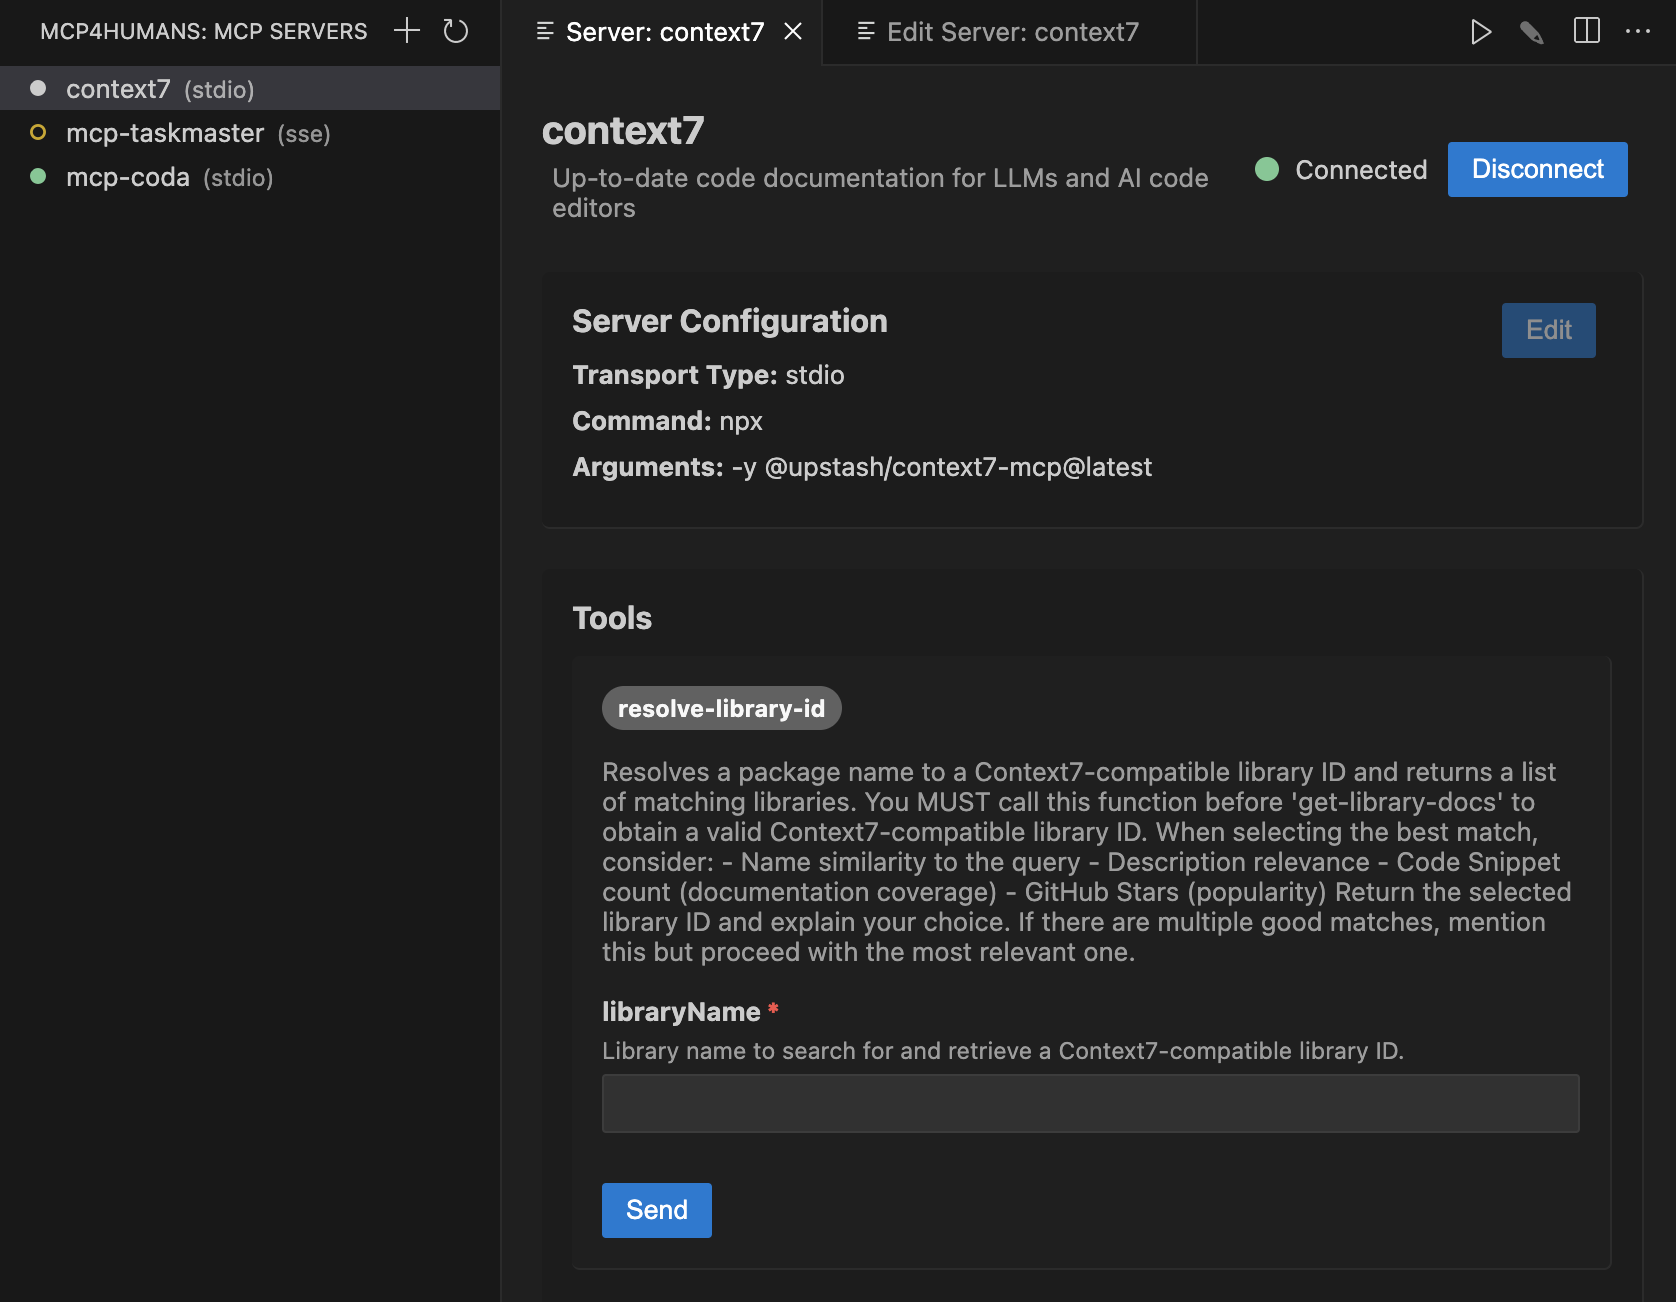 MCP4HUMANS: MCP SERVERS
context7 (stdio)
mcp-taskmaster (sse)
mcp-coda (stdio)
Server: context7
Edit Server: context7
context7
Up-to-date code documentation for LLMs and AI code
editors
Connected
Disconnect
Server Configuration
Edit
Transport Type: stdio
Command: npx
Arguments: -y @upstash/context7-mcp@latest
Tools
resolve-library-id
Resolves a package name to a Context7-compatible library ID and returns a list
of matching libraries. You MUST call this function before 'get-library-docs' to
obtain a valid Context7-compatible library ID. When selecting the best match,
consider: - Name similarity to the query - Description relevance - Code Snippet
count (documentation coverage) - GitHub Stars (popularity) Return the selected
library ID and explain your choice. If there are multiple good matches, mention
this but proceed with the most relevant one.
libraryName *
Library name to search for and retrieve a Context7-compatible library ID.
Send